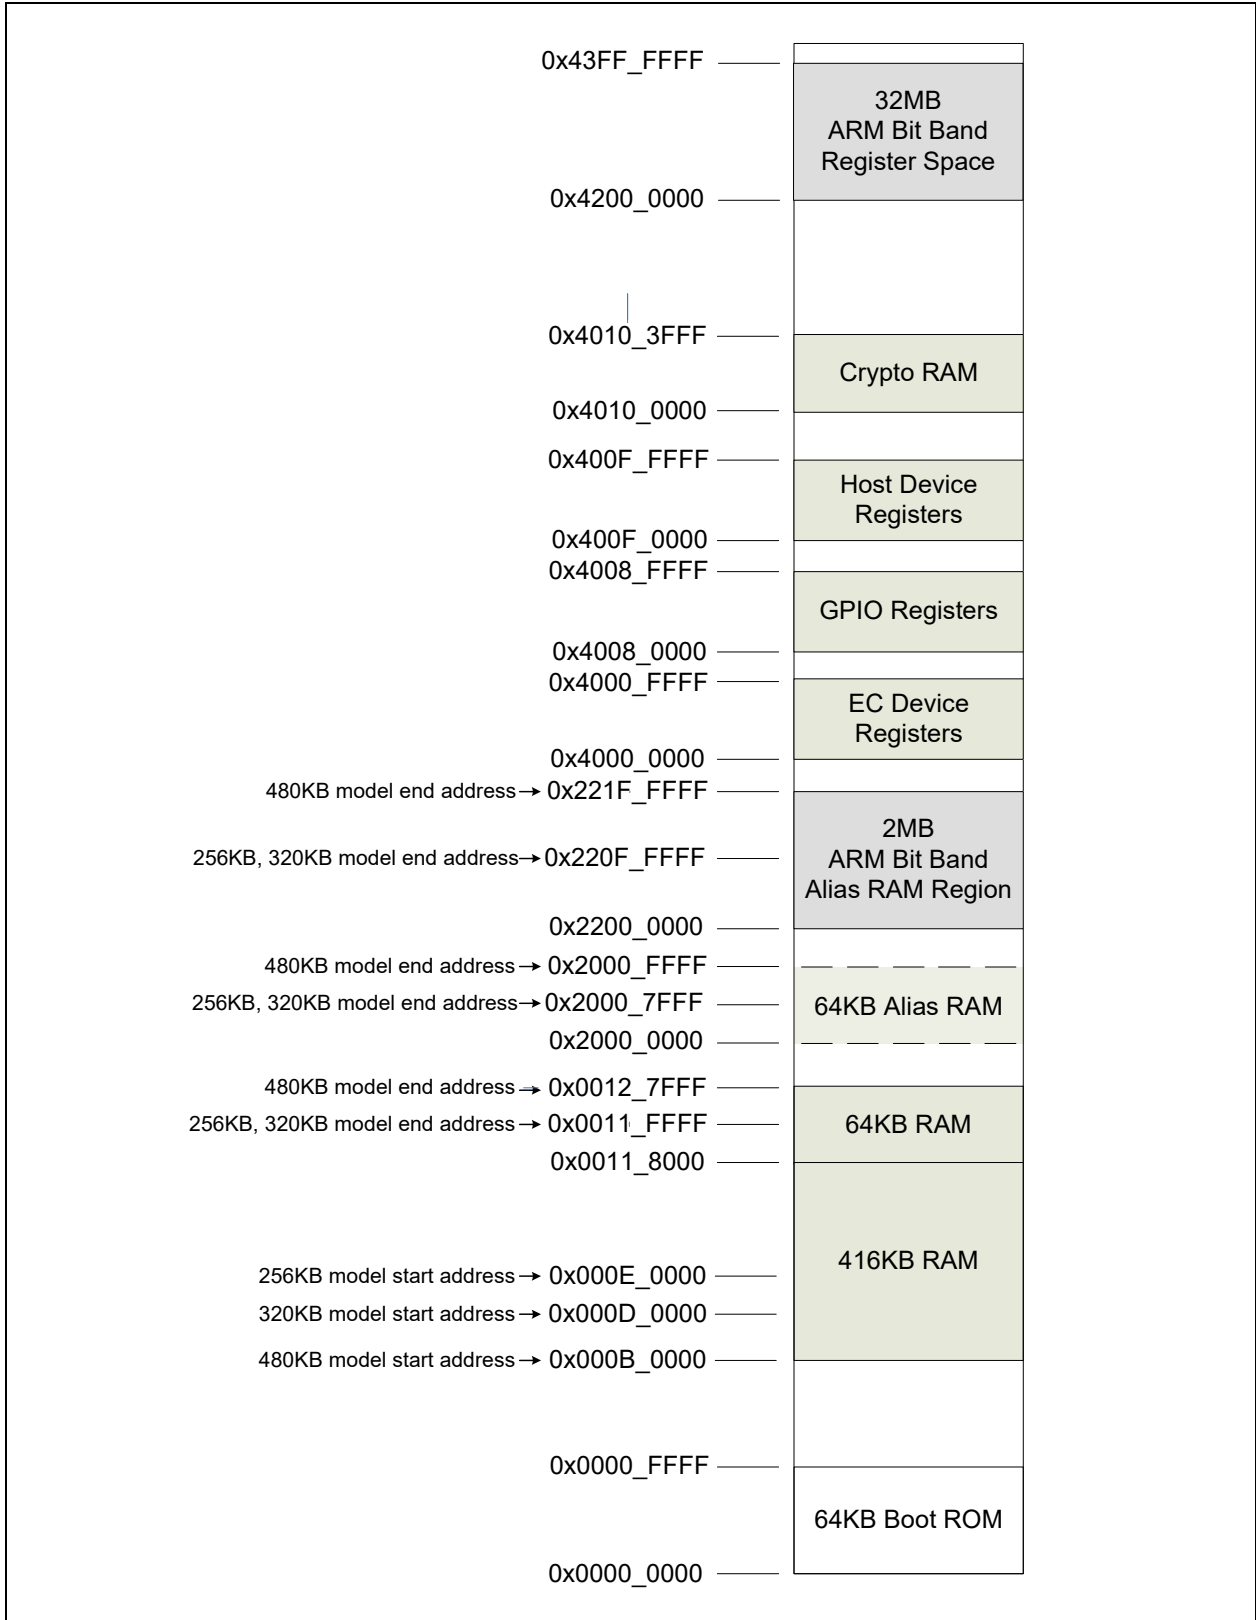 0x43FF_FFFF
32MB
ARM Bit Band
Register Space
0x4200_0000
0x4010_3FFF
Crypto RAM
0x4010_0000
0x400F_FFFF
Host Device
Registers
0x400F_0000
0x4008_FFFF
GPIO Registers
0x4008_0000
0x4000_FFFF
EC Device
Registers
0x4000_0000
480KB model end address 0x221F_FFFF
2MB
ARM Bit Band
Alias RAM Region
256KB, 320KB model end address 0x220F_FFFF
0x2200_0000
480KB model end address 0x2000_FFFF
256KB, 320KB model end address 0x2000_7FFF
64KB Alias RAM
0x2000_0000
480KB model end address 0x0012_7FFF
256KB, 320KB model end address 0x0011_FFFF
64KB RAM
0x0011_8000
416KB RAM
256KB model start address 0x000E_0000
320KB model start address 0x000D_0000
480KB model start address 0x000B_0000
0x0000_FFFF
64KB Boot ROM
0x0000_0000